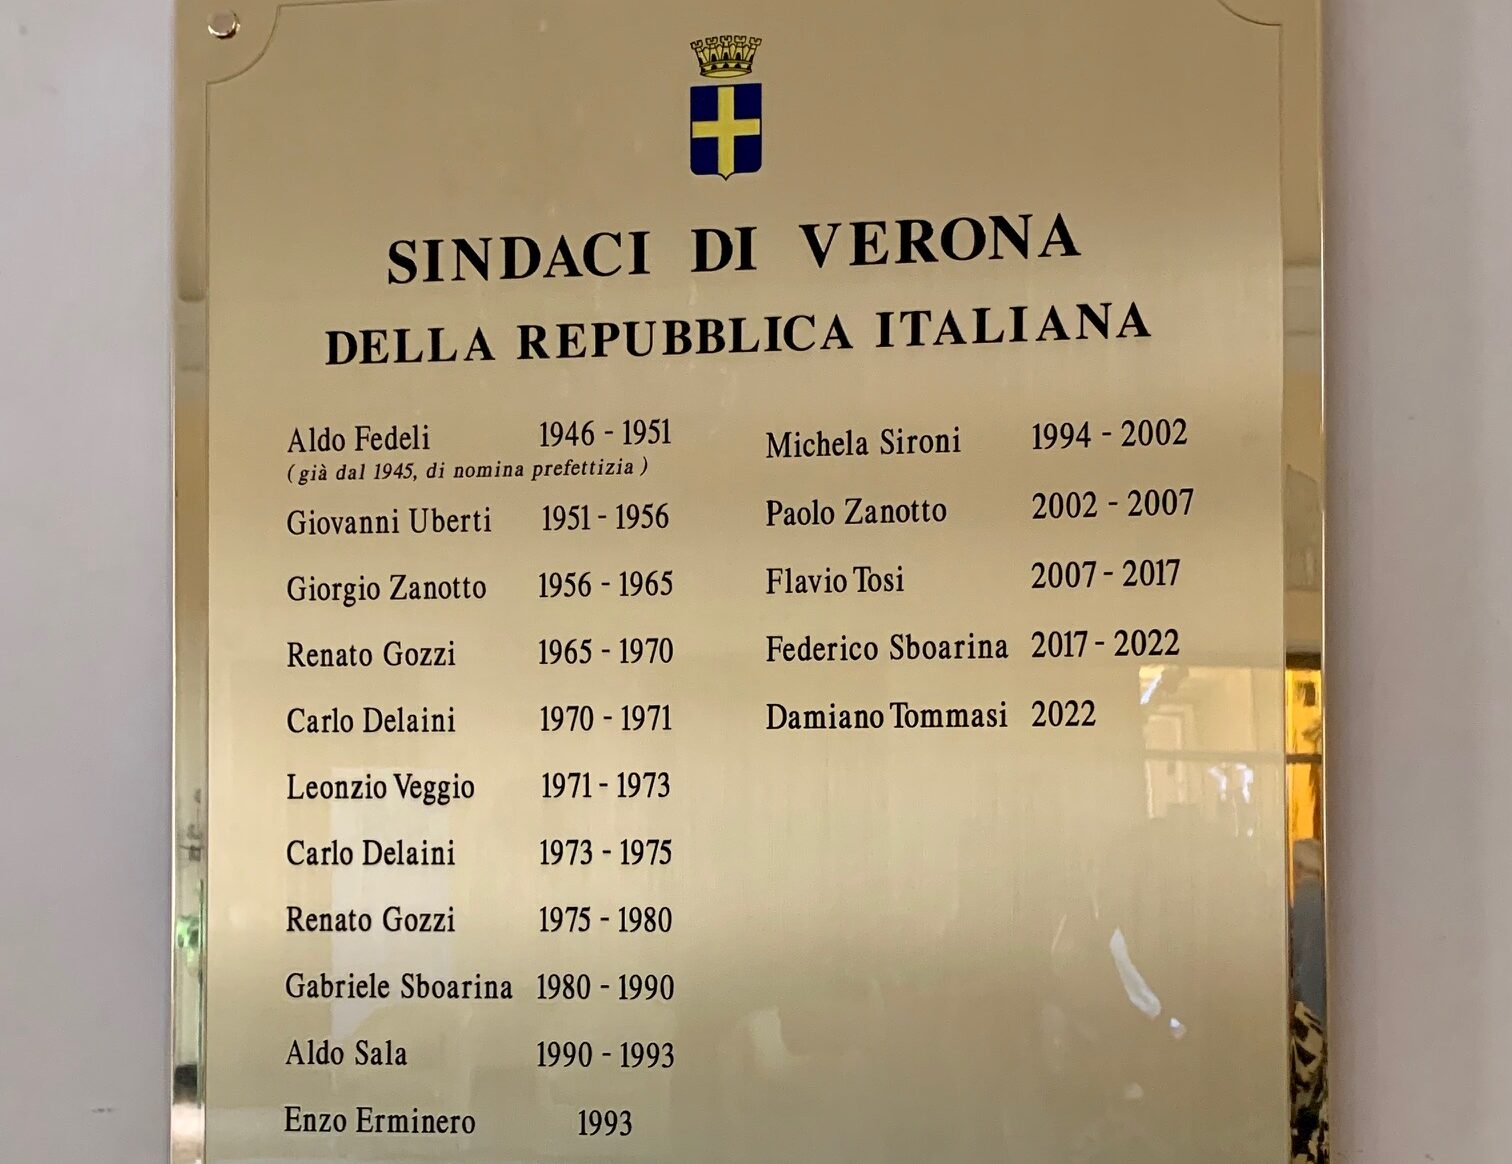 SINDACI DI VERONA
DELLA REPUBBLICA ITALIANA
Aldo Fedeli 1946 - 1951
(già dal 1945, di nomina prefettizia)
Giovanni Uberti 1951 - 1956
Giorgio Zanotto 1956 - 1965
Renato Gozzi 1965 - 1970
Carlo Delaini 1970 - 1971
Leonzio Veggio 1971 - 1973
Carlo Delaini 1973 - 1975
Renato Gozzi 1975 - 1980
Gabriele Sboarina 1980 - 1990
Aldo Sala 1990 - 1993
Enzo Erminero 1993
Michela Sironi 1994 - 2002
Paolo Zanotto 2002 - 2007
Flavio Tosi 2007 - 2017
Federico Sboarina 2017 - 2022
Damiano Tommasi 2022